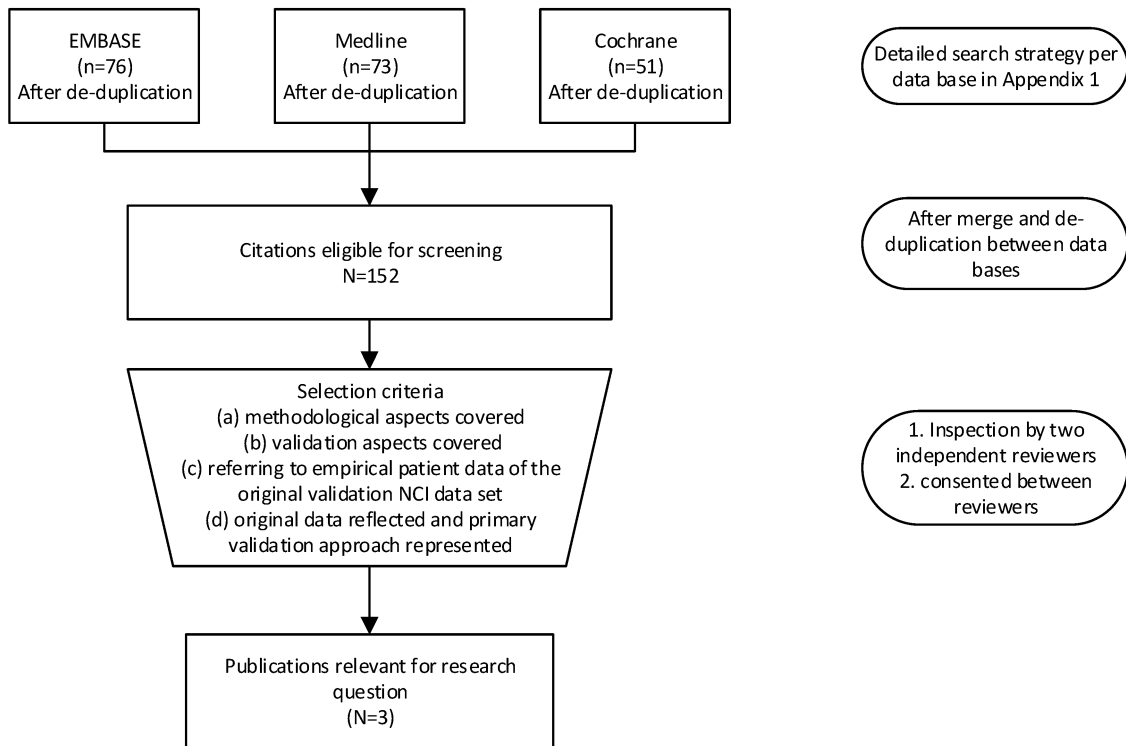 EMBASE
(n=76)
After de-duplication
Medline
(n=73)
After de-duplication
Cochrane
(n=51)
After de-duplication
Detailed search strategy per
data base in Appendix 1
Citations eligible for screening
N=152
After merge and de-
duplication between data
bases
Selection criteria
(a) methodological aspects covered
(b) validation aspects covered
(c) referring to empirical patient data of the
original validation NCI data set
(d) original data reflected and primary
validation approach represented
1. Inspection by two
independent reviewers
2. consented between
reviewers
Publications relevant for research
question
(N=3)